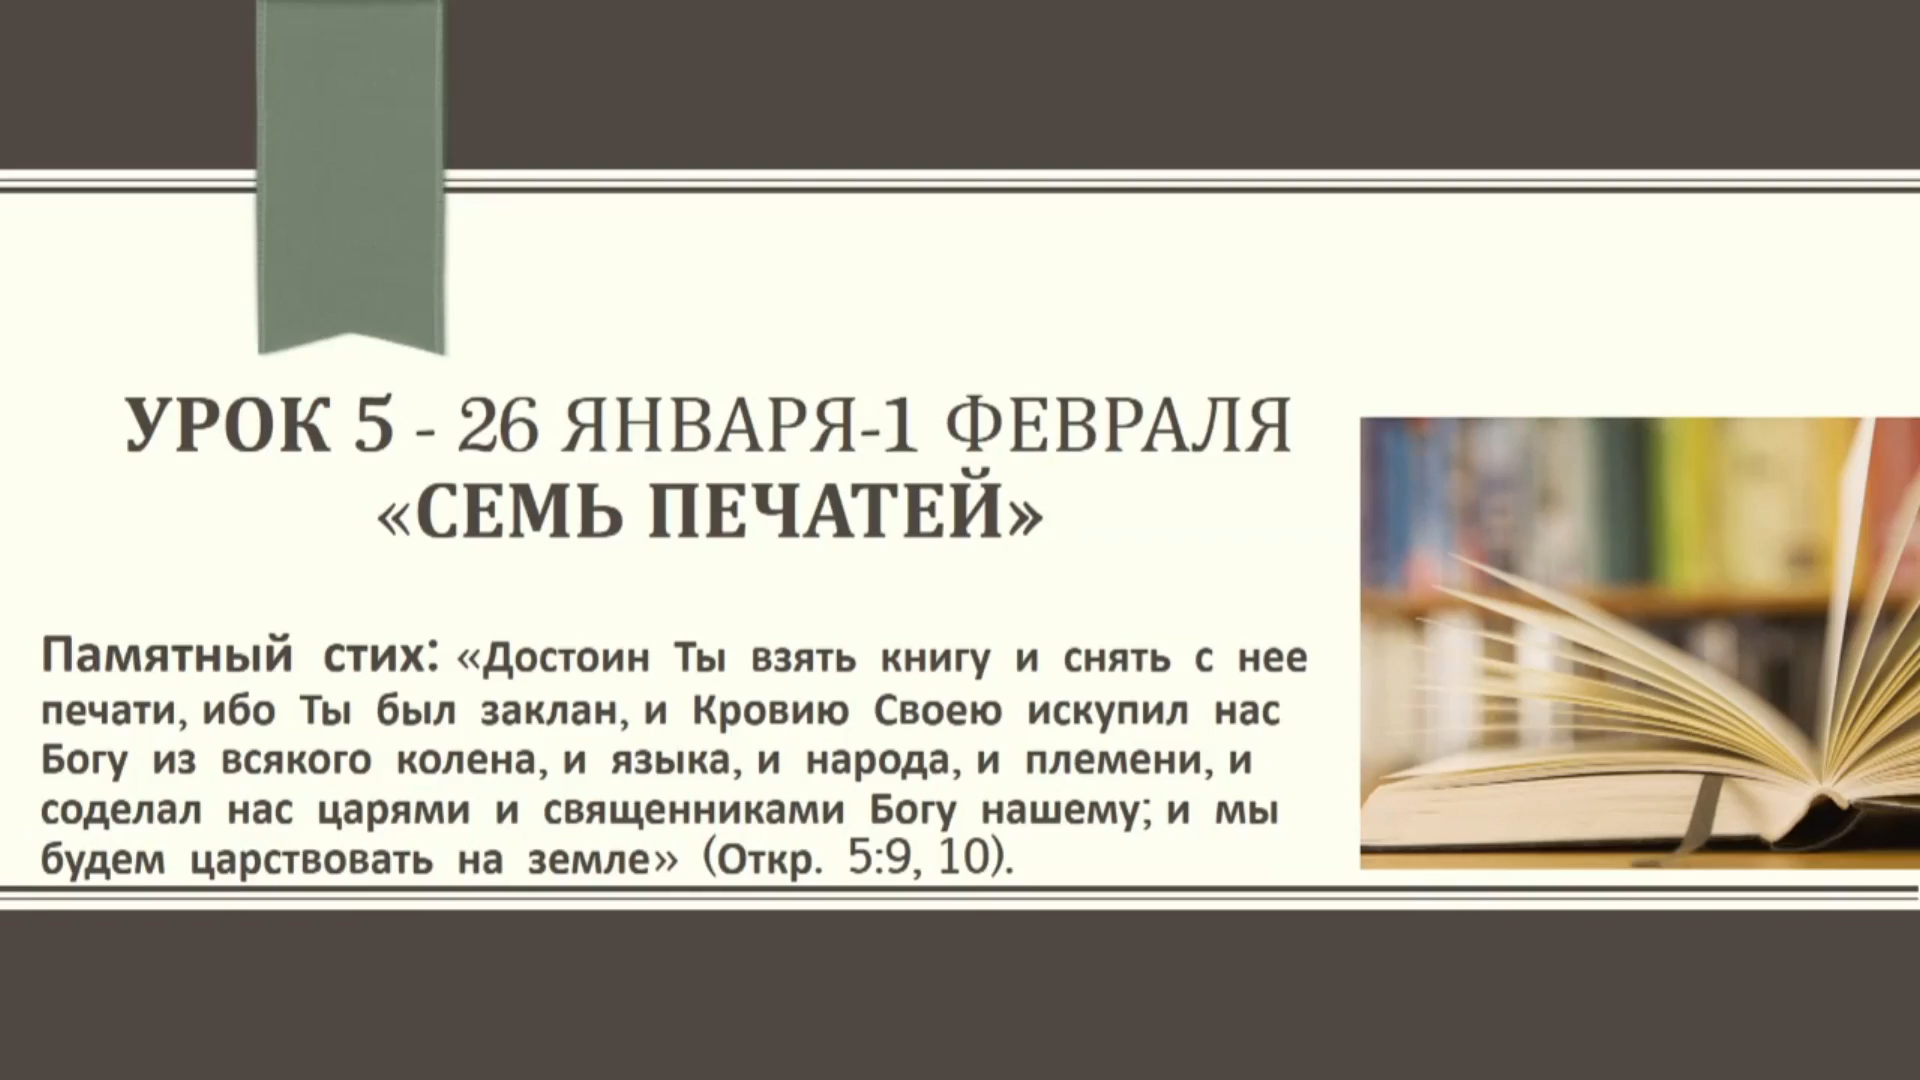 УРОК 5 - 26 ЯНВАРЯ-1 ФЕВРАЛЯ
«СЕМЬ ПЕЧАТЕЙ»
Памятный стих: «Достоин Ты взять книгу и снять с нее
печати, ибо Ты был заклан, и Кровию Своею искупил нас
Богу из всякого колена, и языка, и народа, и племени, и
соделал нас царями и священниками Богу нашему; и мы
будем царствовать на земле» (Откр. 5:9, 10).